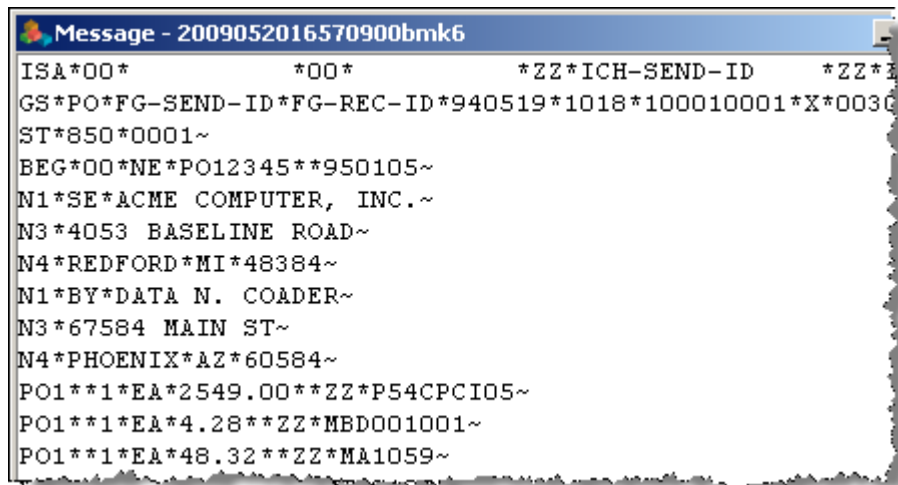 Message - 2009052016570900bmk6
ISA*00*          *00*          *ZZ*ICH-SEND-ID    *ZZ*
GS*PO*FG-SEND-ID*FG-REC-ID*940519*1018*100010001*X*003
ST*850*0001~
BEG*00*NE*PO12345**950105~
N1*SE*ACME COMPUTER, INC.~
N3*4053 BASELINE ROAD~
N4*REDFORD*MI*48384~
N1*BY*DATA N. COADER~
N3*67584 MAIN ST~
N4*PHOENIX*AZ*60584~
PO1**1*EA*2549.00**ZZ*P54CPCI05~
PO1**1*EA*4.28**ZZ*MBD001001~
PO1**1*EA*48.32**ZZ*MA1059~